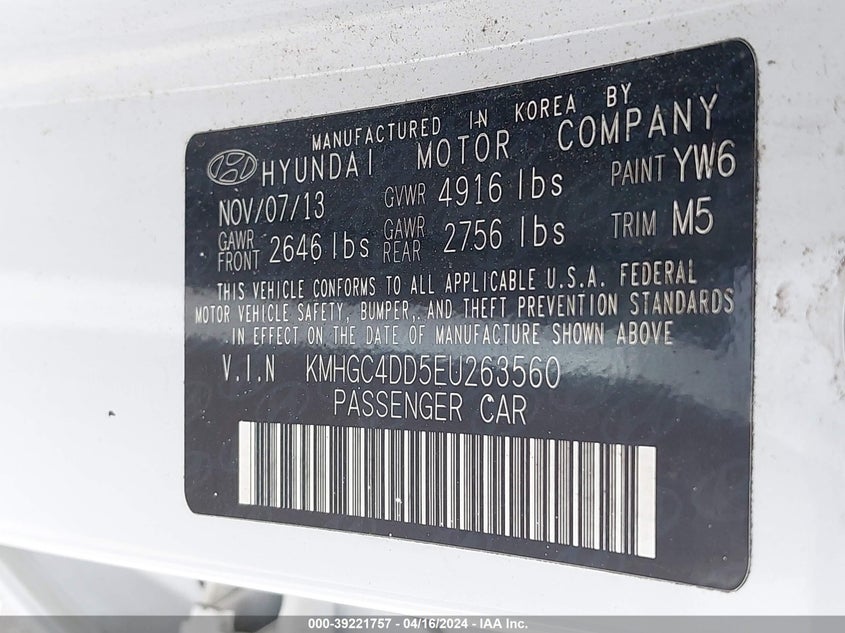 MANUFACTURED IN KOREA BY
HYUNDAI MOTOR COMPANY
NOV/07/13 GVWR 4916 lbs PAINT YW6
GAWR FRONT 2646 lbs GAWR REAR 2756 lbs TRIM M5
THIS VEHICLE CONFORMS TO ALL APPLICABLE U.S.A. FEDERAL
MOTOR VEHICLE SAFETY, BUMPER, AND THEFT PREVENTION STANDARDS
IN EFFECT ON THE DATE OF MANUFACTURE SHOWN ABOVE
V.I.N KMHGC4DD5EU263560
PASSENGER CAR
000-39221757 - 04/16/2024 - IAA Inc.